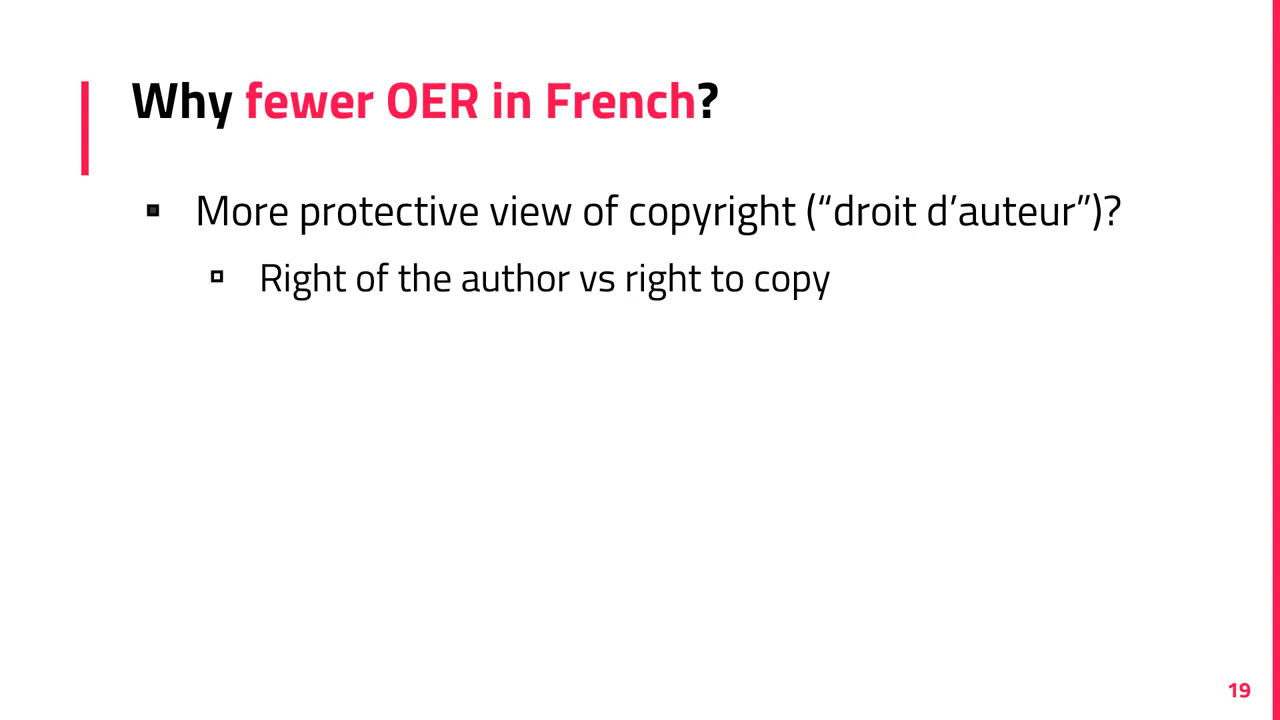 Why fewer OER in French?
▪ More protective view of copyright (“droit d’auteur”)?
▫ Right of the author vs right to copy
19